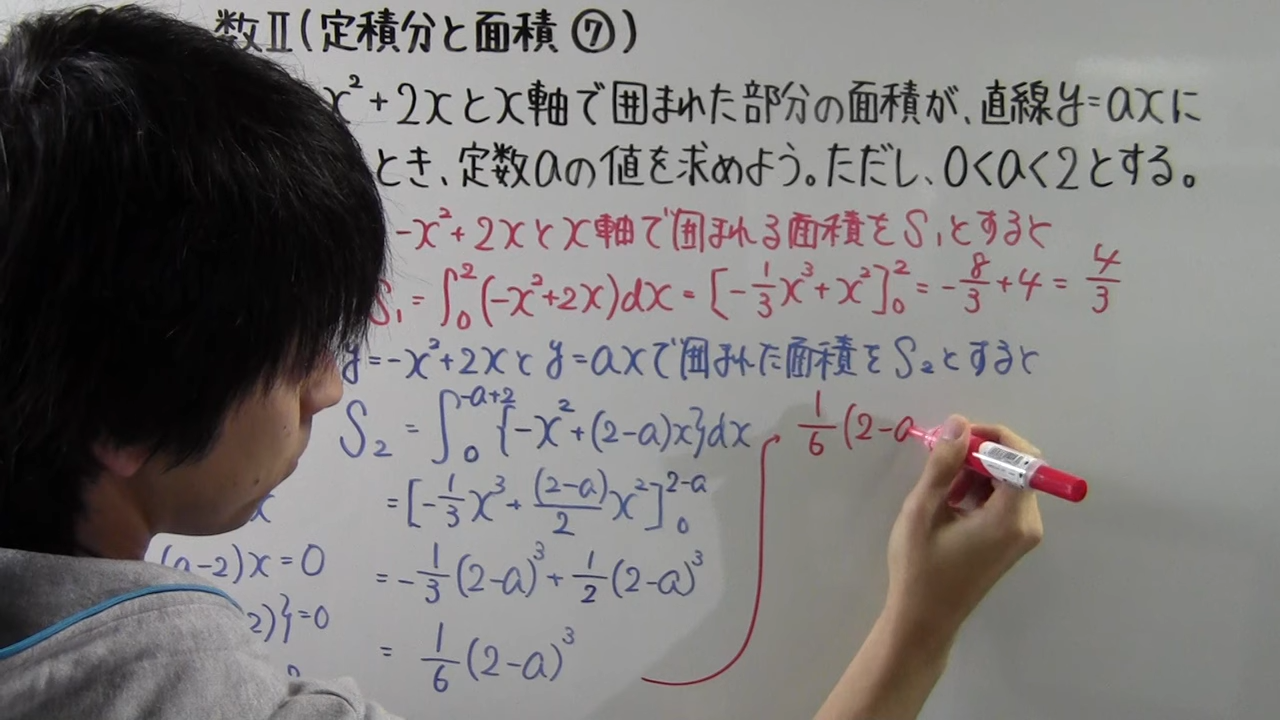 数Ⅱ(定積分と面積 ⑦)
x²+2xとx軸で囲まれた部分の面積が、直線y=axに
とき、定数aの値を求めよう。ただし、0<a<2とする。
-x²+2xとx軸で囲まれる面積をS₁とすると
S₁=∫₀²(-x²+2x)dx=[-1/3x³+x²]₀²=-8/3+4=4/3
y=-x²+2xとy=axで囲まれた面積をS₂とすると
S₂=∫₀^{-a+2}{-x²+(2-a)x}dx
=[-1/3x³+(2-a)/2x²]₀^{2-a}
=-1/3(2-a)³+1/2(2-a)³
=1/6(2-a)³
x
(a-2)x=0
2)}=0
1/6(2-a